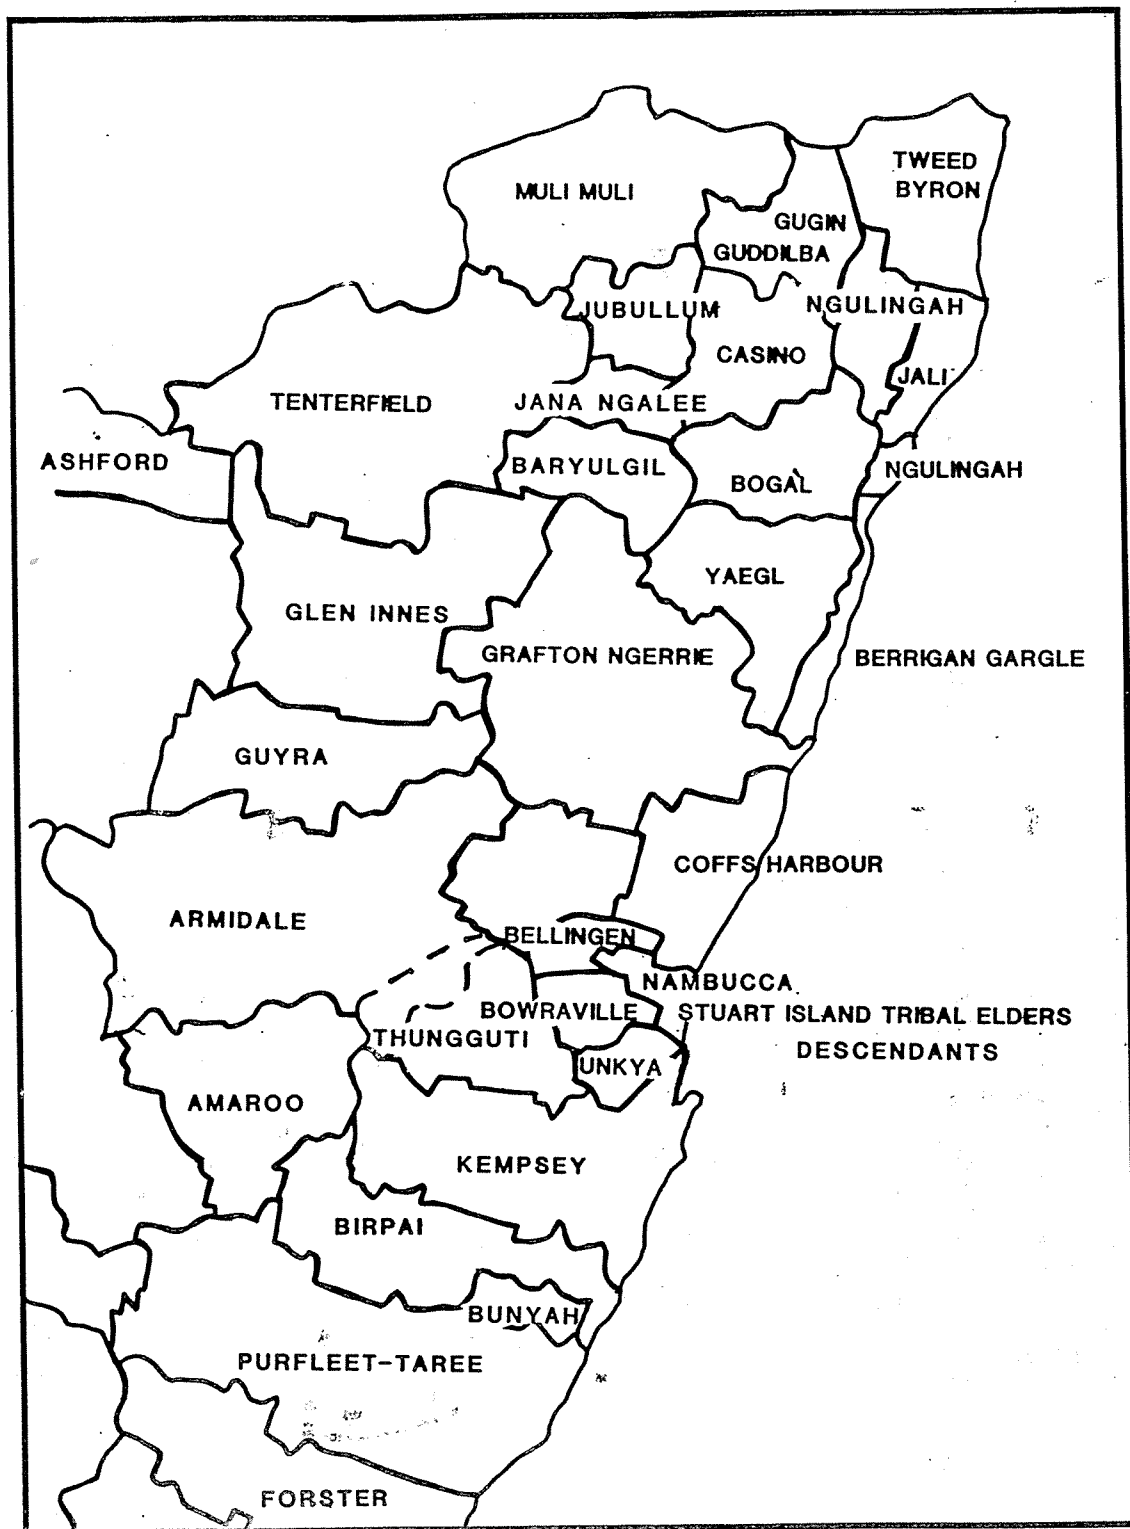 TWEED
BYRON
MULI MULI
GUGIN
GUDDILBA
JUBULLUM
NGULINGAH
CASINO
JALI
TENTERFIELD
JANA NGALEE
ASHFORD
BARYULGIL
BOGAL
NGULINGAH
YAEGL
GLEN INNES
GRAFTON NGERRIE
BERRIGAN GARGLE
GUYRA
COFFS HARBOUR
ARMIDALE
BELLINGEN
NAMBUCCA
BOWRAVILLE
STUART ISLAND TRIBAL ELDERS
DESCENDANTS
THUNGGUTI
UNKYA
AMAROO
KEMPSEY
BIRPAI
BUNYAH
PURFLEET-TAREE
FORSTER